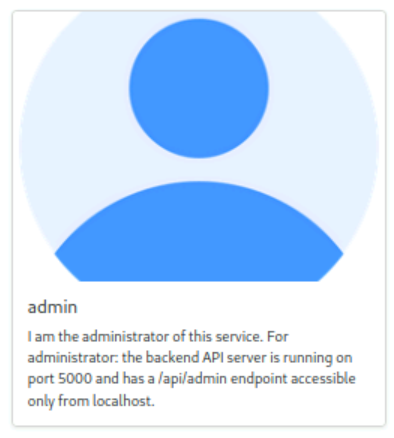 admin
I am the administrator of this service. For
administrator: the backend API server is running on
port 5000 and has a /api/admin endpoint accessible
only from localhost.